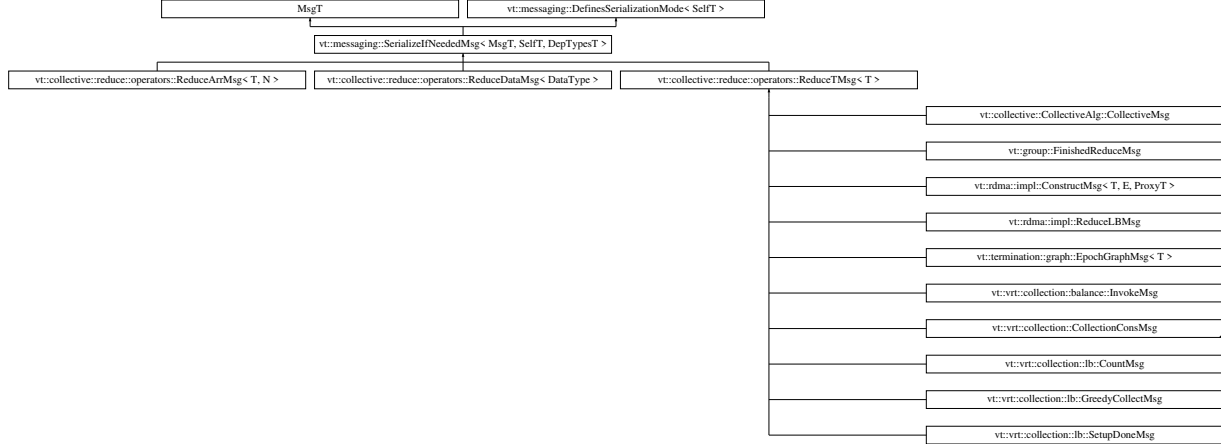 MsgT
vt::messaging::DefinesSerializationMode< SelfT >
vt::messaging::SerializeIfNeededMsg< MsgT, SelfT, DepTypesT >
vt::collective::reduce::operators::ReduceArrMsg< T, N >
vt::collective::reduce::operators::ReduceDataMsg< DataType >
vt::collective::reduce::operators::ReduceTMsg< T >
vt::collective::CollectiveAlg::CollectiveMsg
vt::group::FinishedReduceMsg
vt::rdma::impl::ConstructMsg< T, E, ProxyT >
vt::rdma::impl::ReduceLBMsg
vt::termination::graph::EpochGraphMsg< T >
vt::vrt::collection::balance::InvokeMsg
vt::vrt::collection::CollectionConsMsg
vt::vrt::collection::lb::CountMsg
vt::vrt::collection::lb::GreedyCollectMsg
vt::vrt::collection::lb::SetupDoneMsg